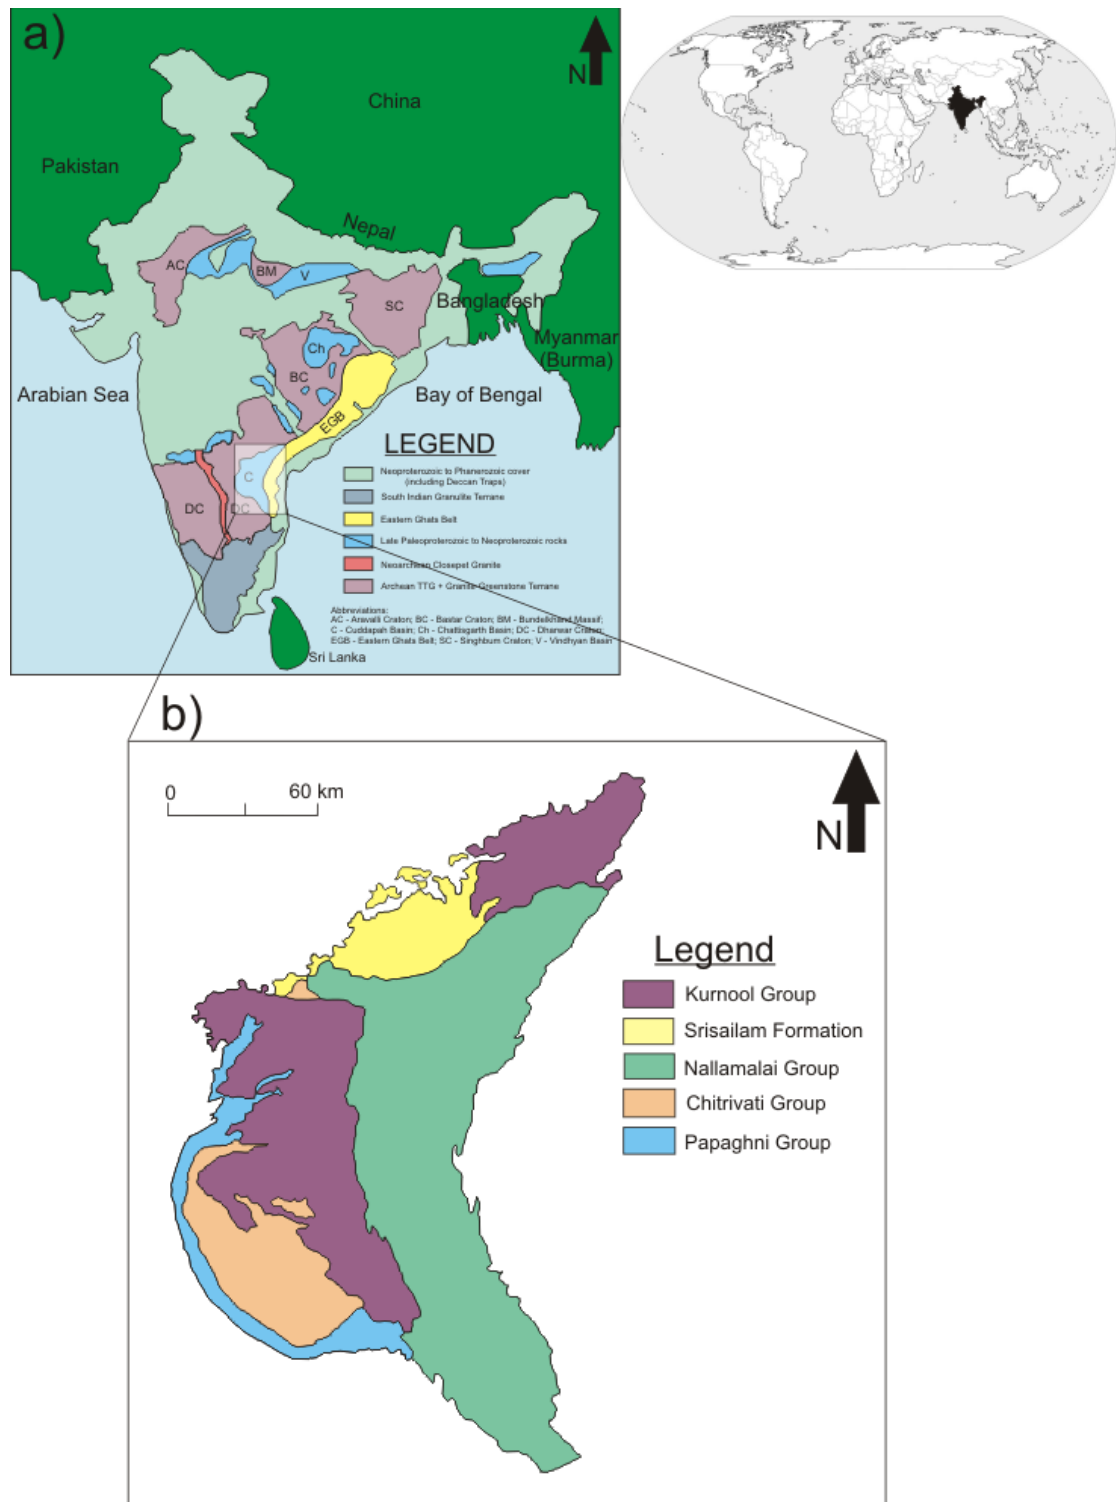 a)
N
China
Pakistan
Nepal
AC
BM
V
SC
Bangladesh
Myanmar
(Burma)
Ch
BC
Arabian Sea
Bay of Bengal
EGB
C
DC
DC
LEGEND
Neoproterozoic to Phanerozoic cover
(including Deccan Traps)
South Indian Granulite Terrane
Eastern Ghats Belt
Late Paleoproterozoic to Neoproterozoic rocks
Neoarchean Closepet Granite
Archean TTG + Granite Greenstone Terrane
Abbreviations:
AC - Aravalli Craton; BC - Bastar Craton; BM - Bundelkhand Massif;
C - Cuddapah Basin; Ch - Chattisgarth Basin; DC - Dharwar Craton;
EGB - Eastern Ghats Belt; SC - Singhbum Craton; V - Vindhyan Basin
Sri Lanka
b)
0 60 km
N
Legend
Kurnool Group
Srisailam Formation
Nallamalai Group
Chitrivati Group
Papaghni Group